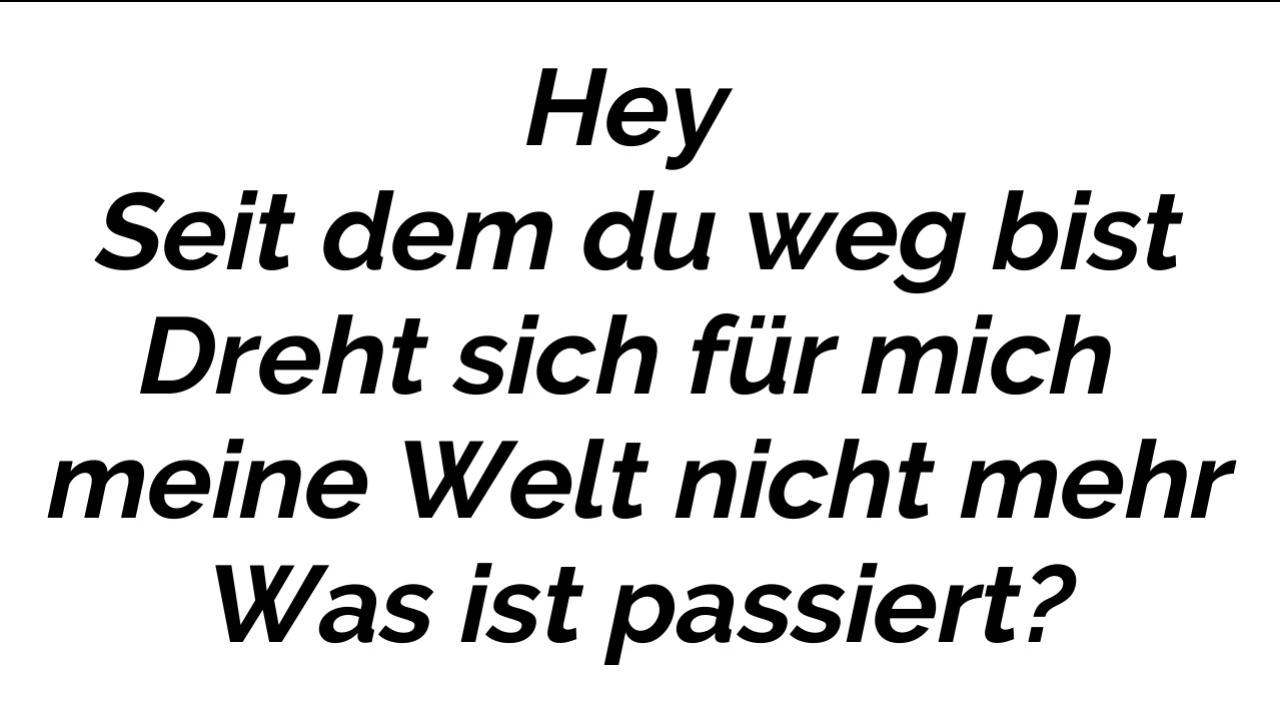 Hey
Seit dem du weg bist
Dreht sich für mich
meine Welt nicht mehr
Was ist passiert?